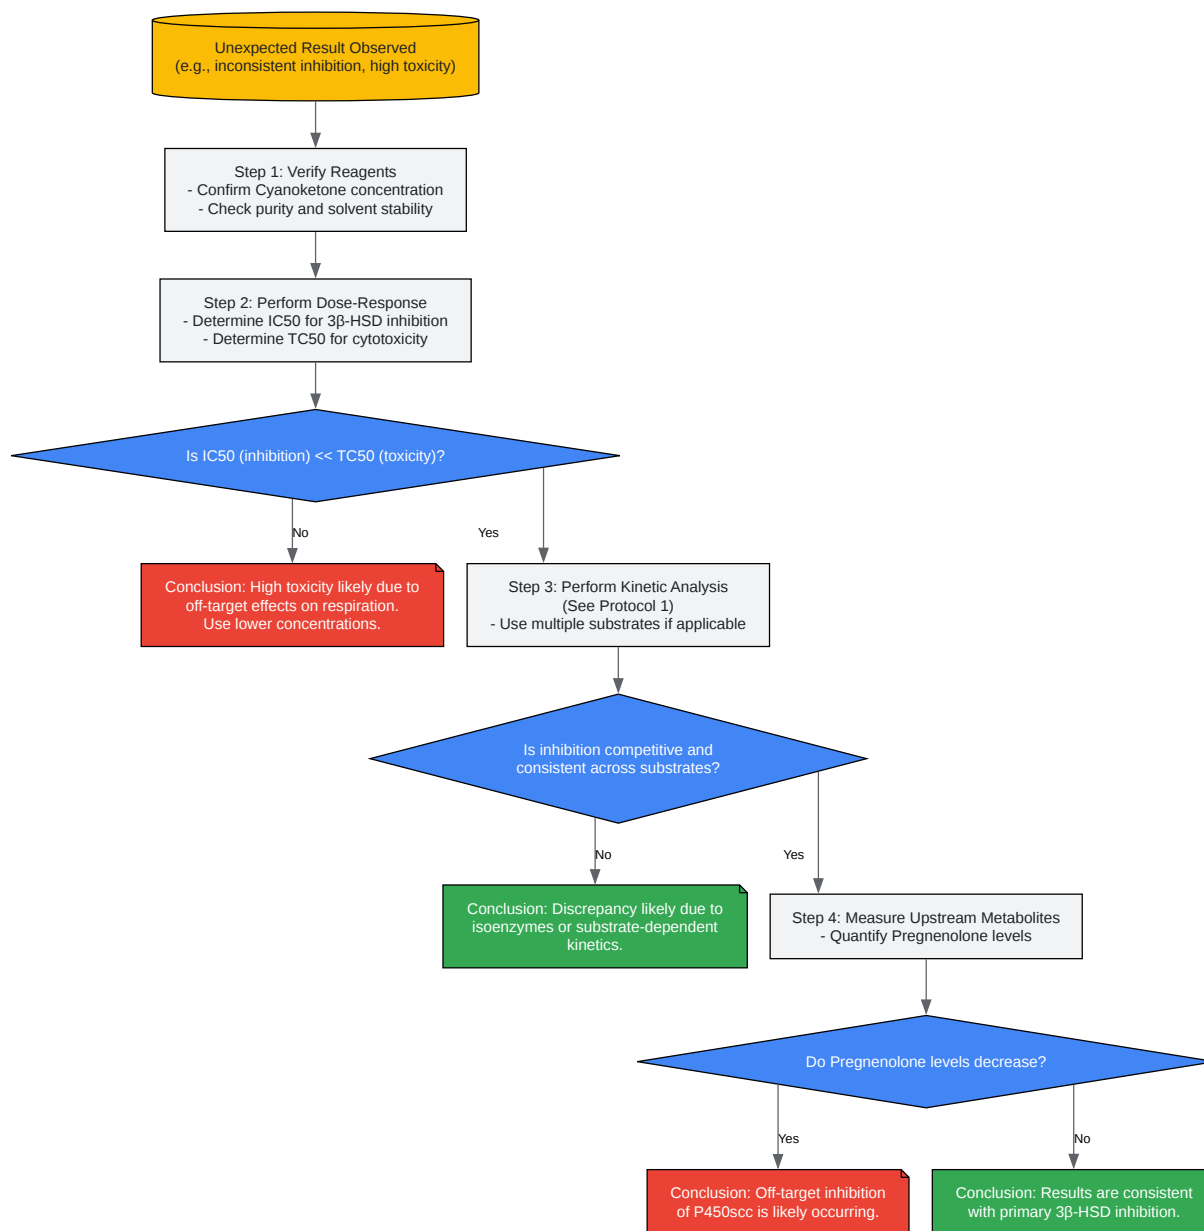 Unexpected Result Observed
(e.g., inconsistent inhibition, high toxicity)
Step 1: Verify Reagents
- Confirm Cyanoketone concentration
- Check purity and solvent stability
Step 2: Perform Dose-Response
- Determine IC50 for 3β-HSD inhibition
- Determine TC50 for cytotoxicity
Is IC50 (inhibition) << TC50 (toxicity)?
No
Yes
Conclusion: High toxicity likely due to
off-target effects on respiration.
Use lower concentrations.
Step 3: Perform Kinetic Analysis
(See Protocol 1)
- Use multiple substrates if applicable
Is inhibition competitive and
consistent across substrates?
No
Yes
Conclusion: Discrepancy likely due to
isoenzymes or substrate-dependent
kinetics.
Step 4: Measure Upstream Metabolites
- Quantify Pregnenolone levels
Do Pregnenolone levels decrease?
Yes
No
Conclusion: Off-target inhibition
of P450scc is likely occurring.
Conclusion: Results are consistent
with primary 3β-HSD inhibition.